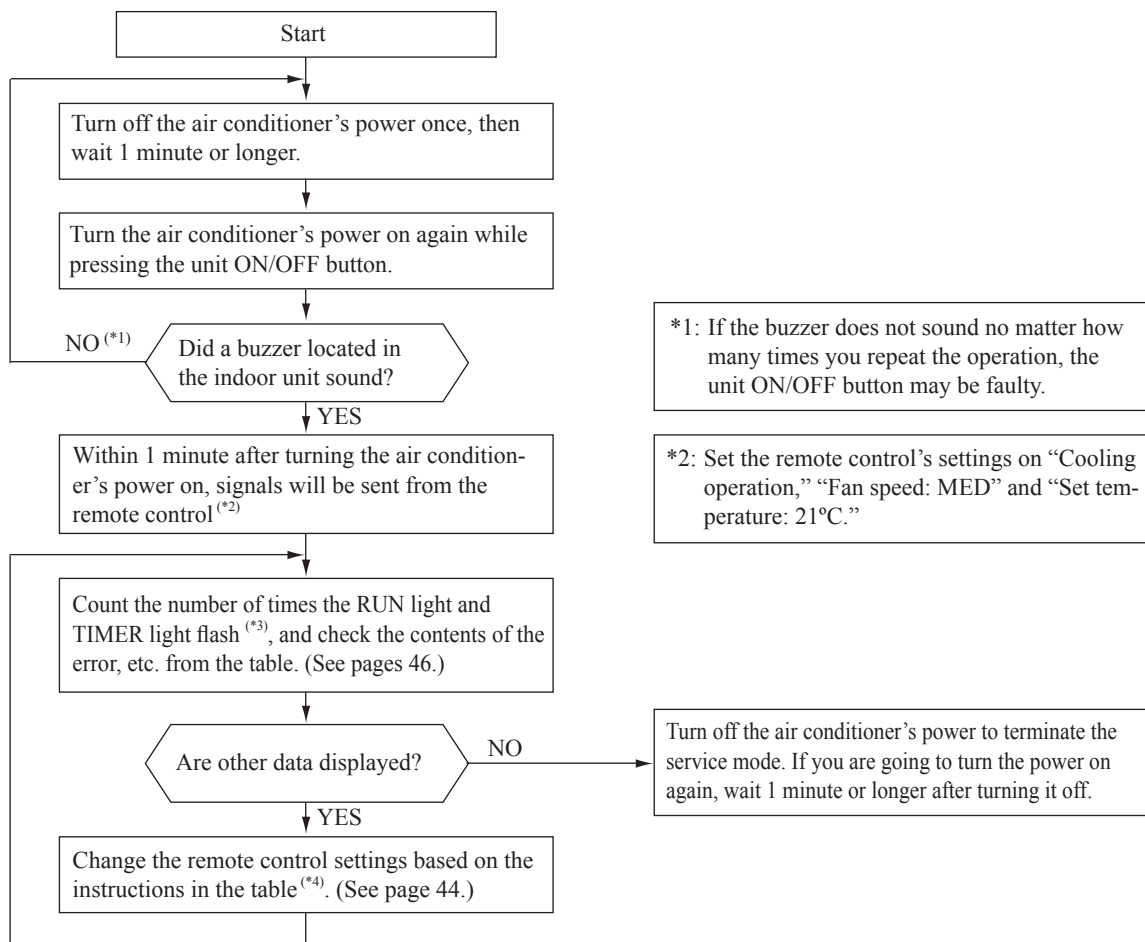 Start
Turn off the air conditioner’s power once, then
wait 1 minute or longer.
Turn the air conditioner’s power on again while
pressing the unit ON/OFF button.
NO (*1)
Did a buzzer located in
the indoor unit sound?
YES
*1: If the buzzer does not sound no matter how
many times you repeat the operation, the
unit ON/OFF button may be faulty.
Within 1 minute after turning the air condition-
er’s power on, signals will be sent from the
remote control (*2)
*2: Set the remote control’s settings on “Cooling
operation,” “Fan speed: MED” and “Set tem-
perature: 21ºC.”
Count the number of times the RUN light and
TIMER light flash (*3), and check the contents of the
error, etc. from the table. (See pages 46.)
Are other data displayed?
NO
Turn off the air conditioner’s power to terminate the
service mode. If you are going to turn the power on
again, wait 1 minute or longer after turning it off.
YES
Change the remote control settings based on the
instructions in the table (*4). (See page 44.)